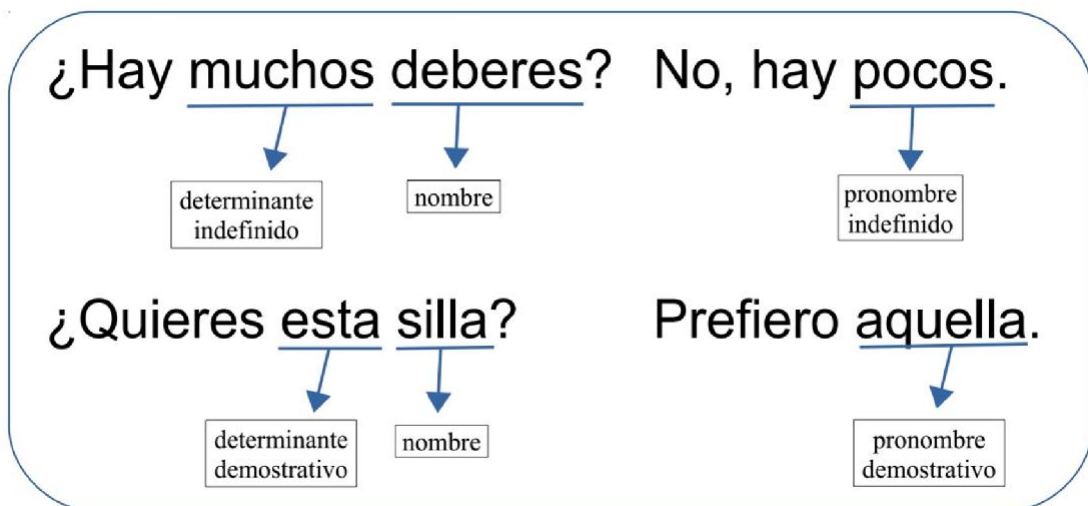 ¿Hay muchos deberes? No, hay pocos.
determinante
indefinido
nombre
pronombre
indefinido
¿Quieres esta silla? Prefiero aquella.
determinante
demostrativo
nombre
pronombre
demostrativo